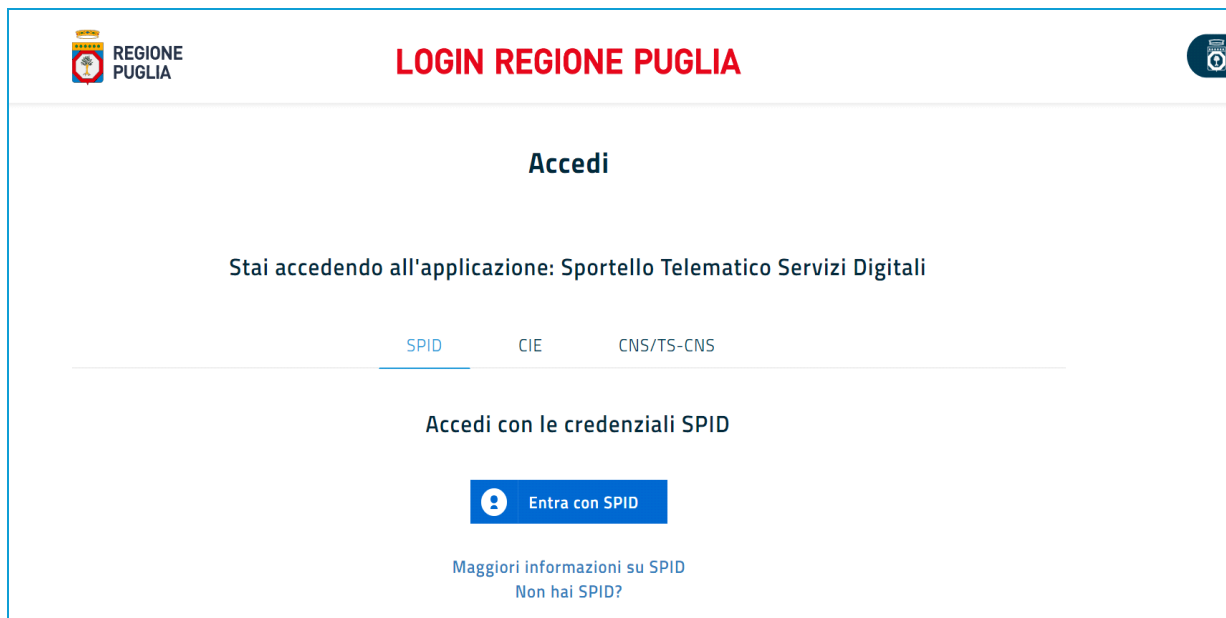 REGIONE
PUGLIA
LOGIN REGIONE PUGLIA
Accedi
Stai accedendo all'applicazione: Sportello Telematico Servizi Digitali
SPID CIE CNS/TS-CNS
Accedi con le credenziali SPID
Entra con SPID
Maggiori informazioni su SPID
Non hai SPID?